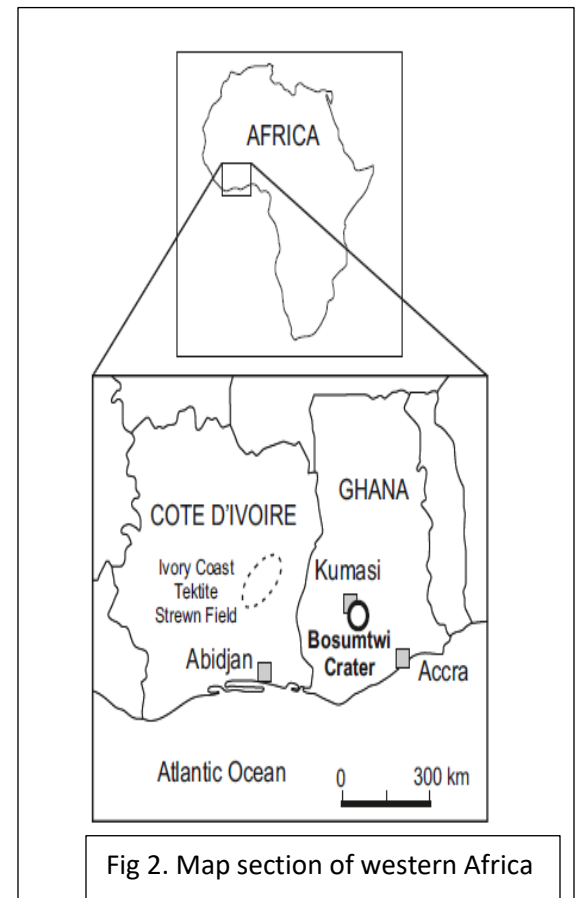 AFRICA
GHANA
COTE D'IVOIRE
Ivory Coast
Tektite
Strewn Field
Kumasi
Bosumtwi
Crater
Abidjan
Accra
Atlantic Ocean
0 300 km
Fig 2. Map section of western Africa